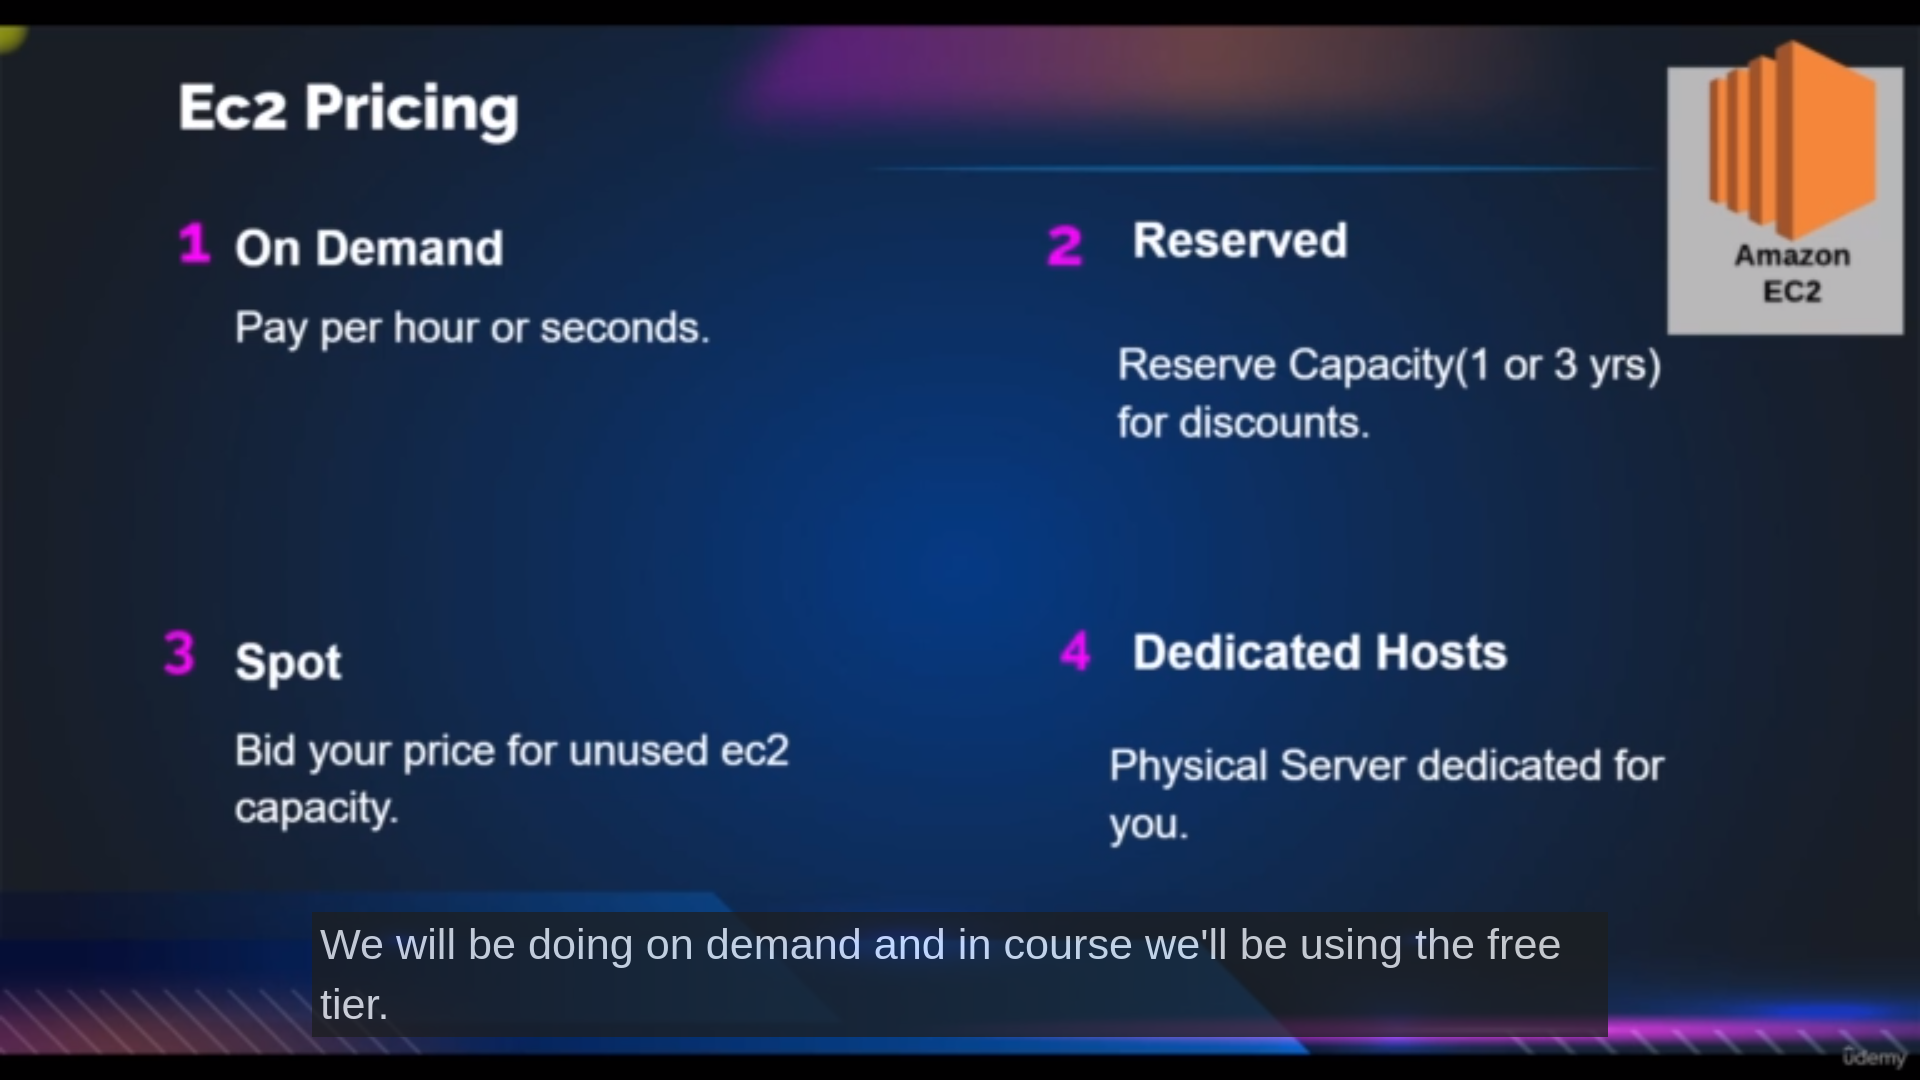 Ec2 Pricing
1 On Demand
Pay per hour or seconds.
2 Reserved
Reserve Capacity(1 or 3 yrs)
for discounts.
Amazon
EC2
3 Spot
Bid your price for unused ec2
capacity.
4 Dedicated Hosts
Physical Server dedicated for
you.
We will be doing on demand and in course we'll be using the free
tier.
ûdemy